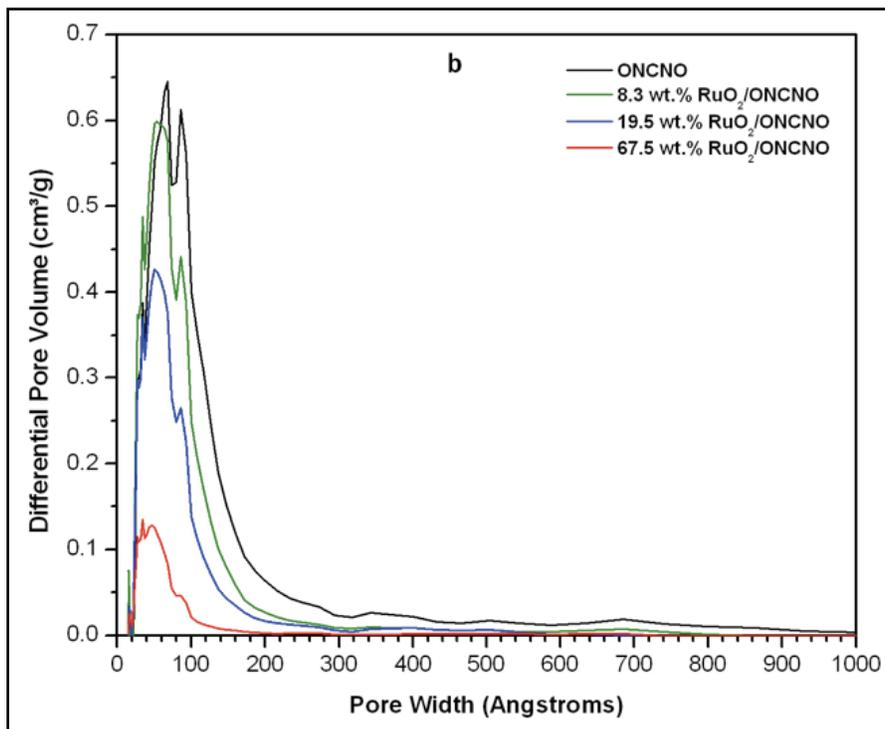 b
ONCNO
8.3 wt.% RuO₂/ONCNO
19.5 wt.% RuO₂/ONCNO
67.5 wt.% RuO₂/ONCNO
Differential Pore Volume (cm³/g)
0.7
0.6
0.5
0.4
0.3
0.2
0.1
0.0
0 100 200 300 400 500 600 700 800 900 1000
Pore Width (Angstroms)